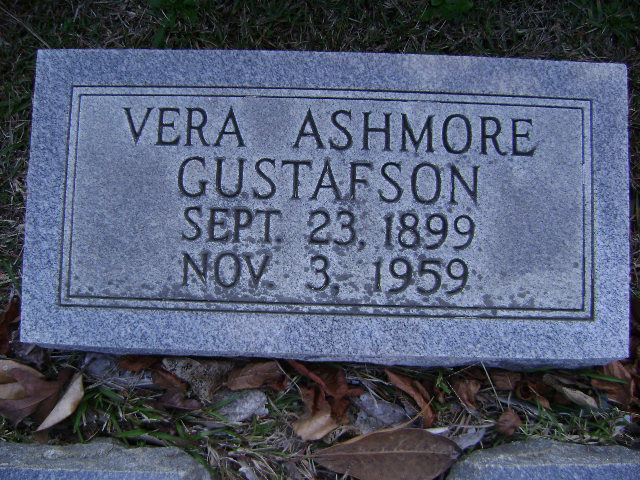 VERA ASHMORE
GUSTAFSON
SEPT. 23, 1899
NOV. 3, 1959